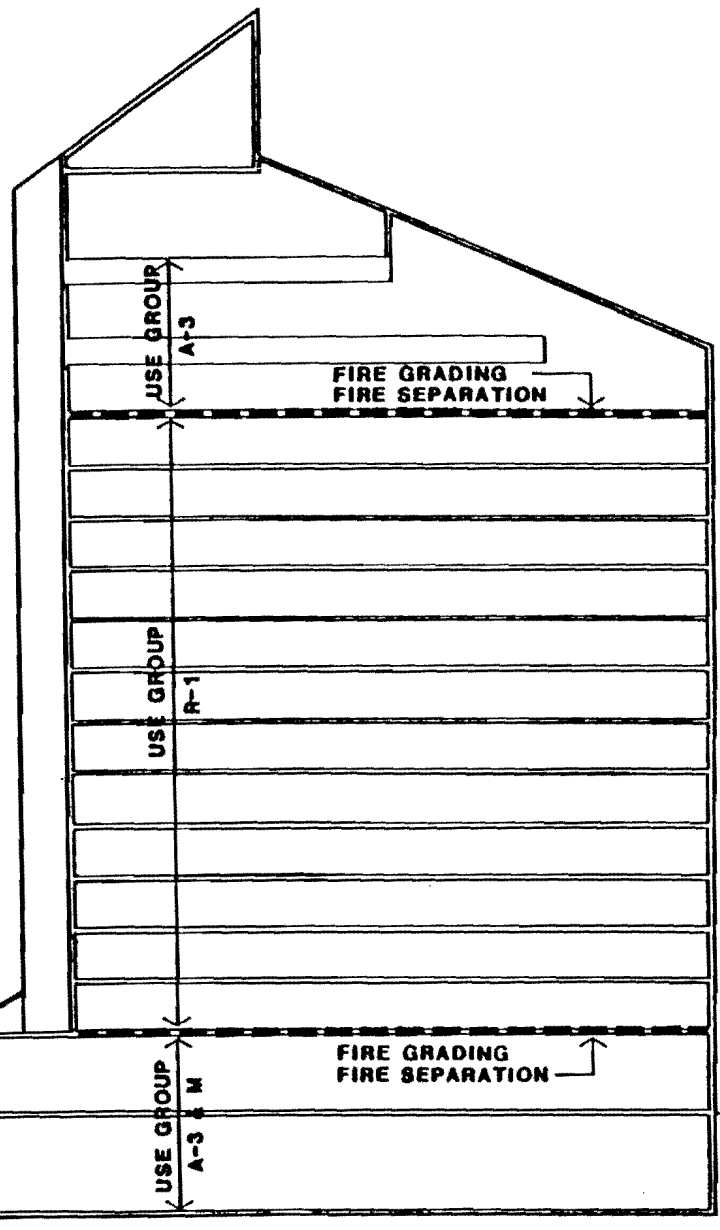 USE GROUP
A-3
FIRE GRADING
FIRE SEPARATION
USE GROUP
R-1
FIRE GRADING
FIRE SEPARATION
USE GROUP
A-3 & M